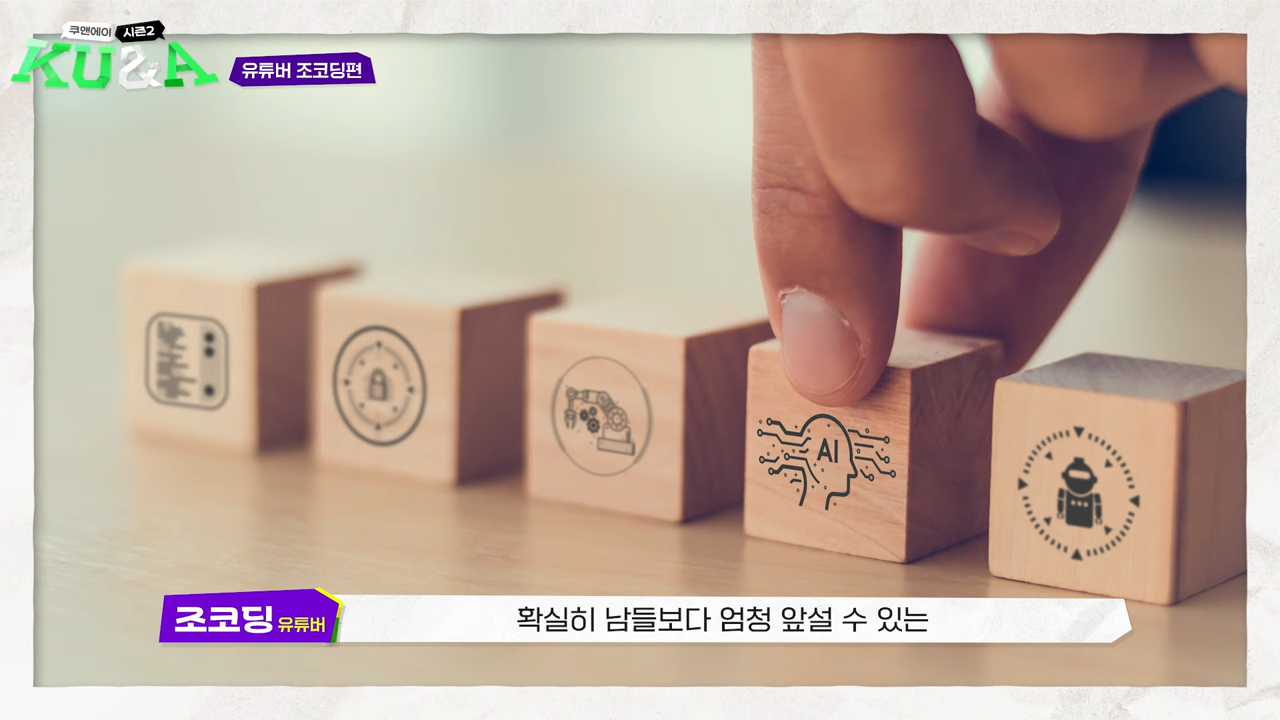 쿠앤에이 시즌2
KU&A
유튜버 조코딩편
AI
조코딩 유튜버
확실히 남들보다 엄청 앞설 수 있는